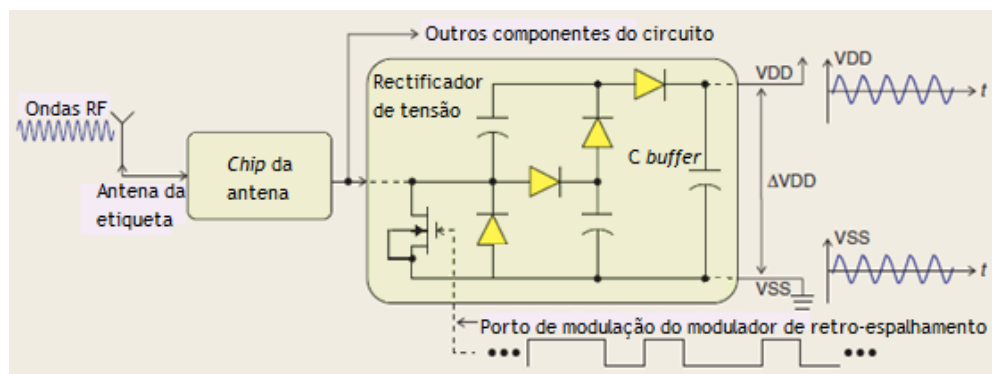 Outros componentes do circuito
Rectificador
de tensão
VDD
VDD
t
Ondas RF
Chip da
antena
C buffer
ΔVDD
Antena da
etiqueta
VSS
t
VSS
Porto de modulação do modulador de retro-espalhamento